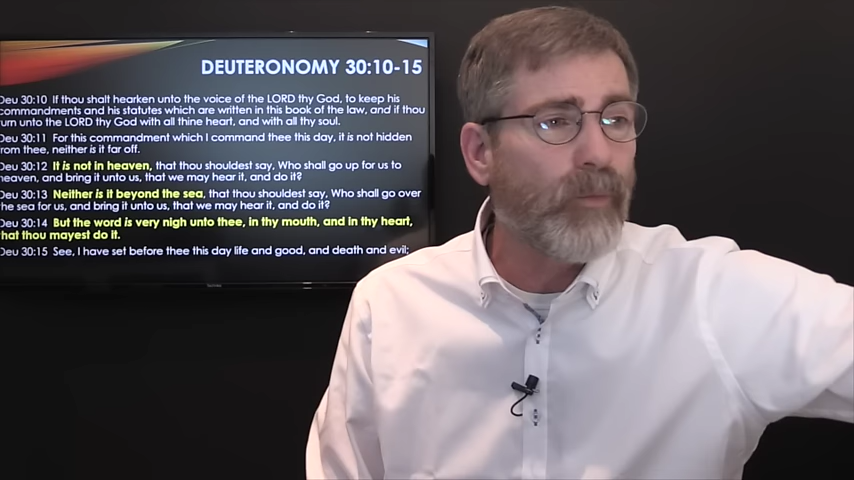 DEUTERONOMY 30:10-15
Deu 30:10 If thou shalt hearken unto the voice of the LORD thy God, to keep his
commandments and his statutes which are written in this book of the law, and if thou
turn unto the LORD thy God with all thine heart, and with all thy soul.
Deu 30:11 For this commandment which I command thee this day, it is not hidden
from thee, neither is it far off.
Deu 30:12 It is not in heaven, that thou shouldest say, Who shall go up for us to
heaven, and bring it unto us, that we may hear it, and do it?
Deu 30:13 Neither is it beyond the sea, that thou shouldest say, Who shall go over
the sea for us, and bring it unto us, that we may hear it, and do it?
Deu 30:14 But the word is very nigh unto thee, in thy mouth, and in thy heart,
that thou mayest do it.
Deu 30:15 See, I have set before thee this day life and good, and death and evil;